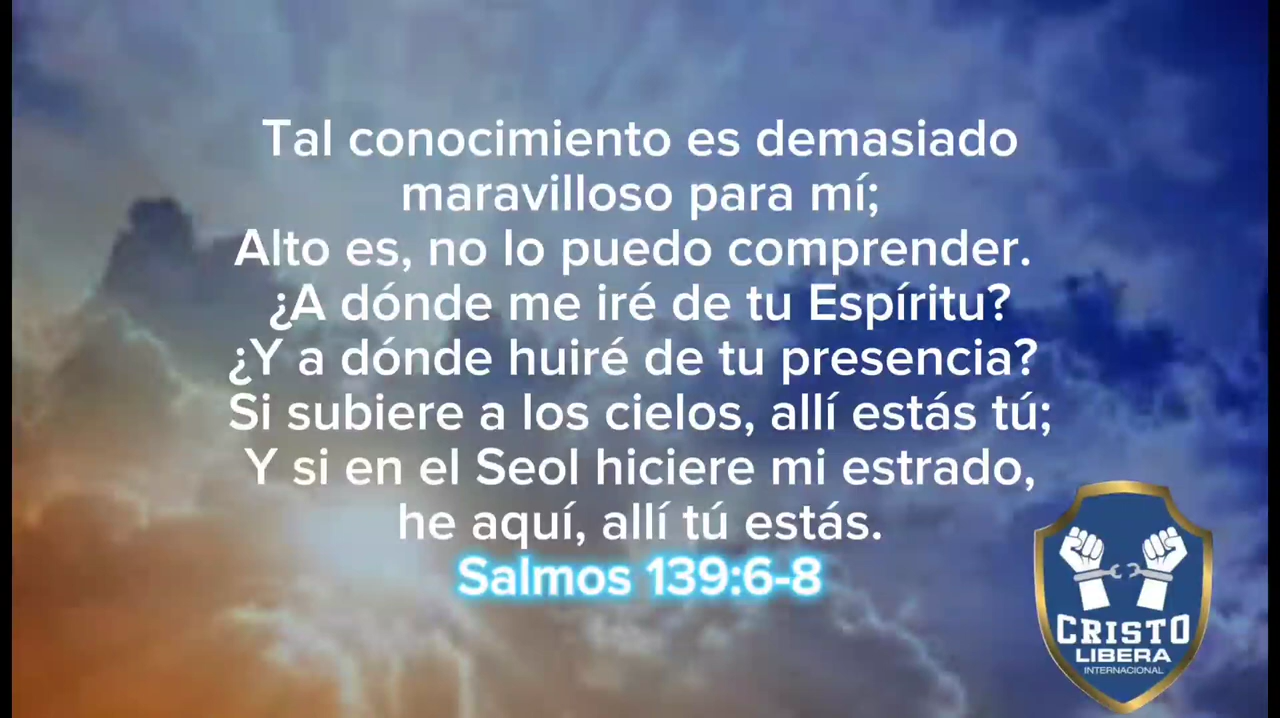 Tal conocimiento es demasiado
maravilloso para mí;
Alto es, no lo puedo comprender.
¿A dónde me iré de tu Espíritu?
¿Y a dónde huiré de tu presencia?
Si subiere a los cielos, allí estás tú;
Y si en el Seol hiciere mi estrado,
he aquí, allí tú estás.
Salmos 139:6-8
CRISTO
LIBERA
INTERNACIONAL